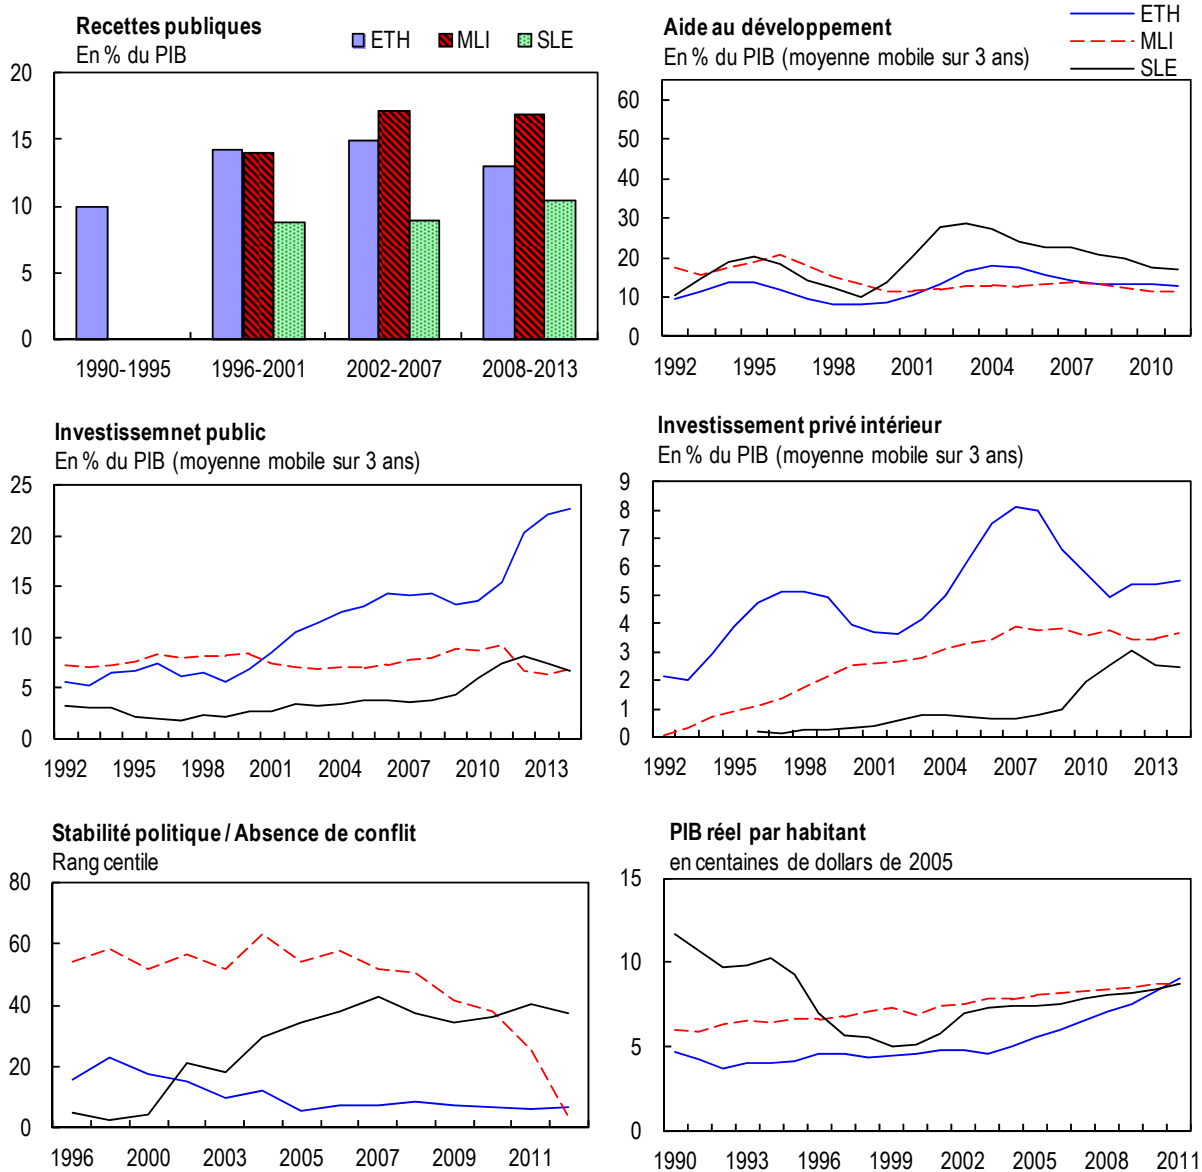 Recettes publiques
En % du PIB
ETH MLI SLE
20
15
10
5
0
1990-1995 1996-2001 2002-2007 2008-2013
Aide au développement
En % du PIB (moyenne mobile sur 3 ans)
ETH
MLI
SLE
60
50
40
30
20
10
0
1992 1995 1998 2001 2004 2007 2010
Investissemnet public
En % du PIB (moyenne mobile sur 3 ans)
25
20
15
10
5
0
1992 1995 1998 2001 2004 2007 2010 2013
Investissement privé intérieur
En % du PIB (moyenne mobile sur 3 ans)
9
8
7
6
5
4
3
2
1
0
1992 1995 1998 2001 2004 2007 2010 2013
Stabilité politique / Absence de conflit
Rang centile
80
60
40
20
0
1996 2000 2003 2005 2007 2009 2011
PIB réel par habitant
en centaines de dollars de 2005
15
10
5
0
1990 1993 1996 1999 2002 2005 2008 2011